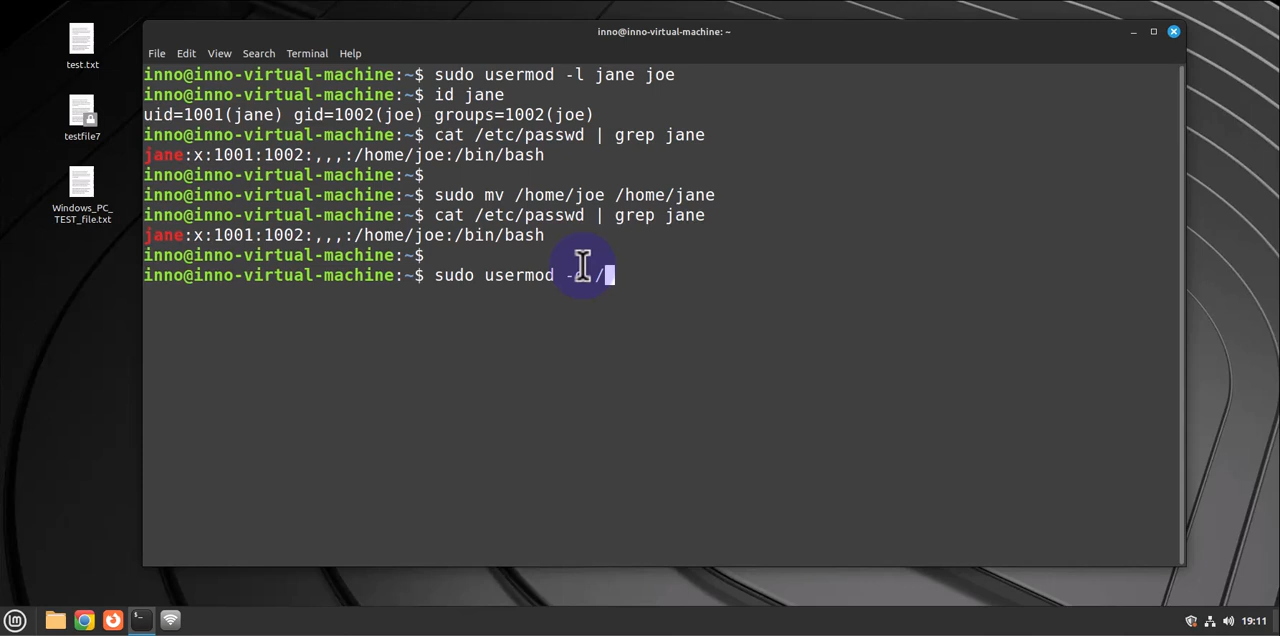 test.txt
testfile7
Windows_PC_
TEST_file.txt
inno@inno-virtual-machine: ~
File Edit View Search Terminal Help
inno@inno-virtual-machine:~$ sudo usermod -l jane joe
inno@inno-virtual-machine:~$ id jane
uid=1001(jane) gid=1002(joe) groups=1002(joe)
inno@inno-virtual-machine:~$ cat /etc/passwd | grep jane
jane:x:1001:1002:,,,:/home/joe:/bin/bash
inno@inno-virtual-machine:~$
inno@inno-virtual-machine:~$ sudo mv /home/joe /home/jane
inno@inno-virtual-machine:~$ cat /etc/passwd | grep jane
jane:x:1001:1002:,,,:/home/joe:/bin/bash
inno@inno-virtual-machine:~$
inno@inno-virtual-machine:~$ sudo usermod - /
19:11